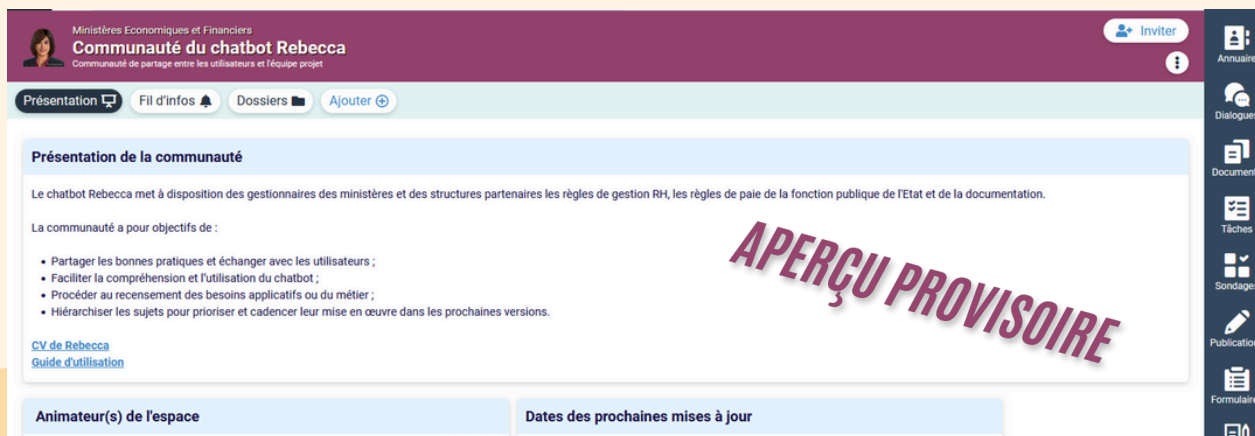 Ministères Economiques et Financiers
Communauté du chatbot Rebecca
Communauté de partage entre les utilisateurs et l'équipe projet
Inviter
Présentation
Fil d'infos
Dossiers
Ajouter
Présentation de la communauté
Le chatbot Rebecca met à disposition des gestionnaires des ministères et des structures partenaires les règles de gestion RH, les règles de paie de la fonction publique de l'Etat et de la documentation.
La communauté a pour objectifs de :
• Partager les bonnes pratiques et échanger avec les utilisateurs ;
• Faciliter la compréhension et l'utilisation du chatbot ;
• Procéder au recensement des besoins applicatifs ou du métier ;
• Hiérarchiser les sujets pour prioriser et cadencer leur mise en œuvre dans les prochaines versions.
CV de Rebecca
Guide d'utilisation
APERÇU PROVISOIRE
Animateur(s) de l'espace
Dates des prochaines mises à jour
Annuaire
Dialogues
Document
Tâches
Sondages
Publication
Formulaire